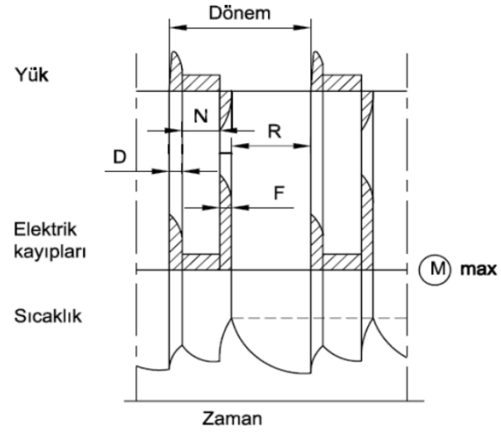 Dönem
Yük
N
R
D
F
Elektrik
kayıpları
M max
Sıcaklık
Zaman